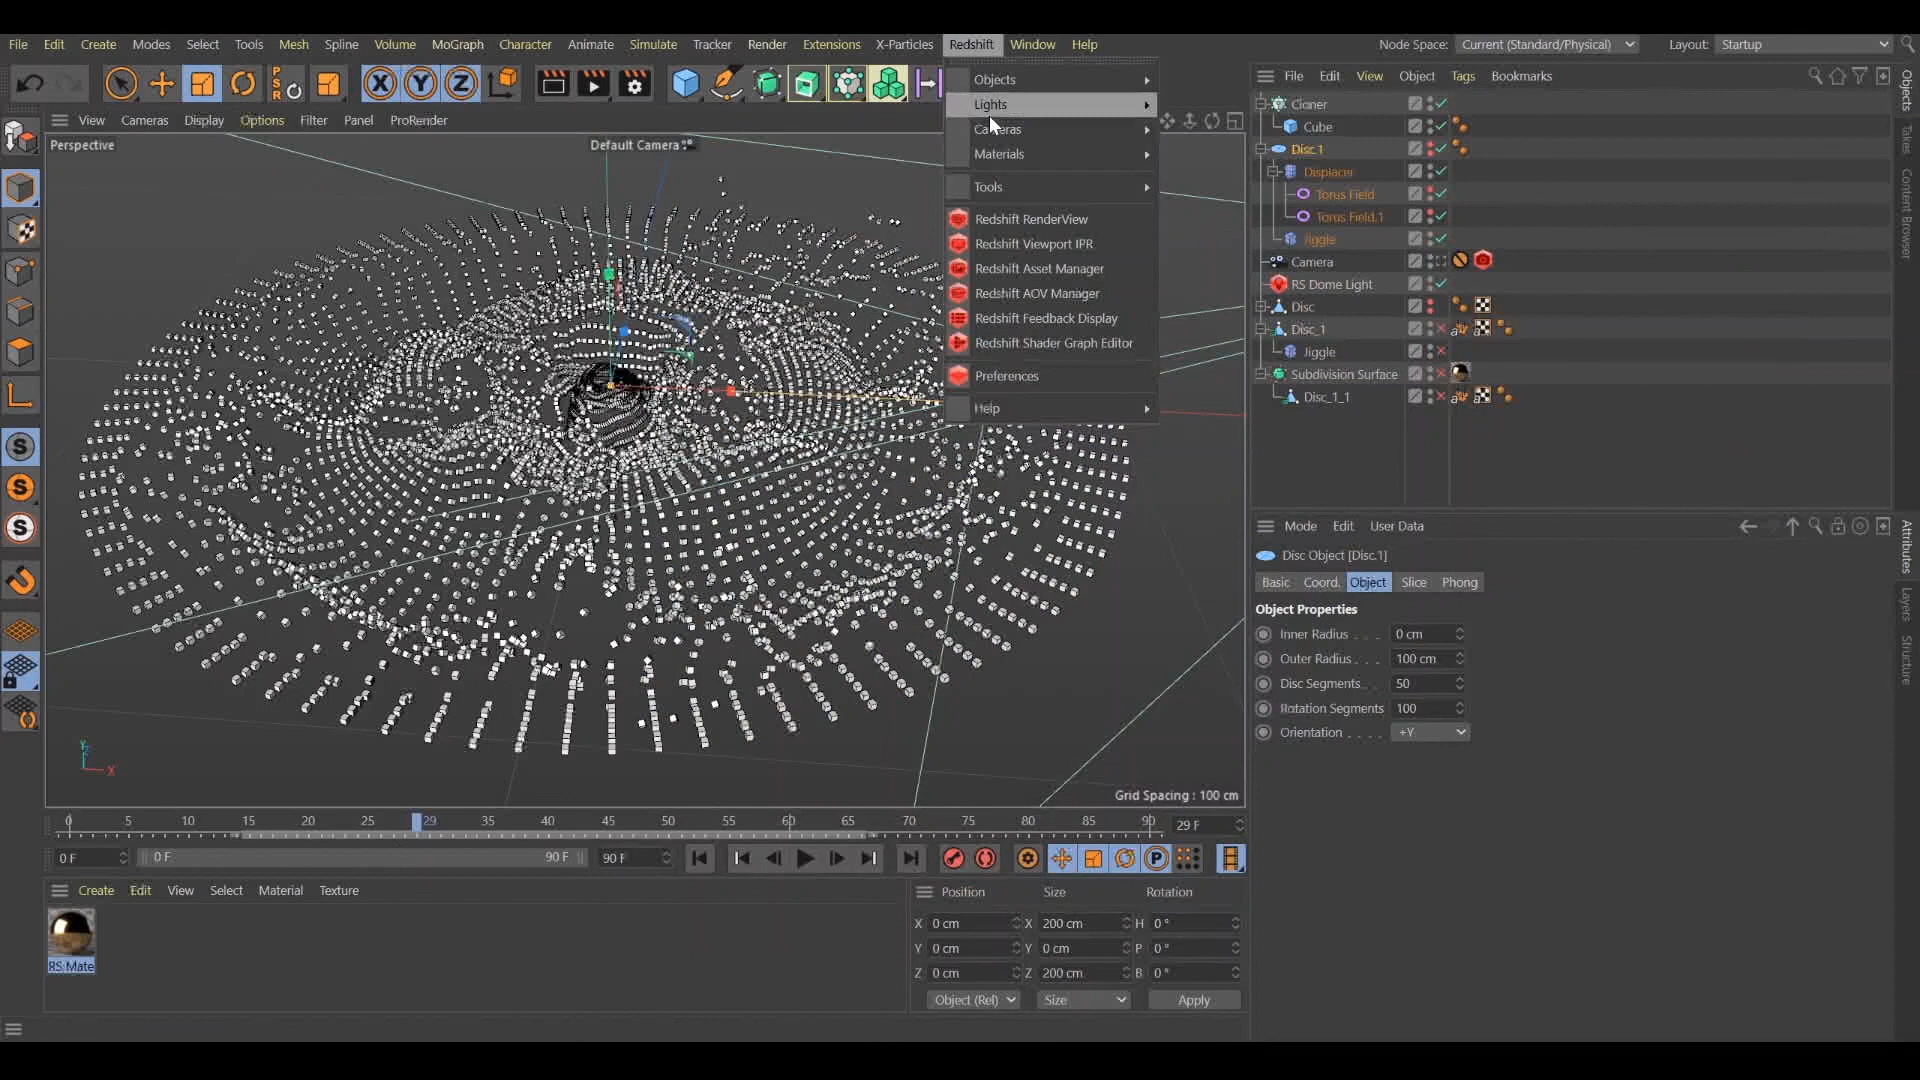 File Edit Create Modes Select Tools Mesh Spline Volume MoGraph Character Animate Simulate Tracker Render Extensions X-Particles Redshift Window Help
Node Space: Current (Standard/Physical) Layout: Startup
View Cameras Display Options Filter Panel ProRender
Perspective
Default Camera
Objects
Lights
Cameras
Materials
Tools
Redshift RenderView
Redshift Viewport IPR
Redshift Asset Manager
Redshift AOV Manager
Redshift Feedback Display
Redshift Shader Graph Editor
Preferences
Help
P
S
R
X Y Z
S
S
S
Y
Z
X
Grid Spacing : 100 cm
File Edit View Object Tags Bookmarks
Cloner
Cube
Disc.1
Displacer
Torus Field
Torus Field.1
Jiggle
Camera
RS Dome Light
Disc
Disc_1
Jiggle
Subdivision Surface
Disc_1_1
Objects
Takes
Content Browser
Mode Edit User Data
Disc Object [Disc.1]
Basic Coord. Object Slice Phong
Object Properties
Inner Radius . . . 0 cm
Outer Radius . . . 100 cm
Disc Segments . . 50
Rotation Segments 100
Orientation . . . . +Y
Attributes
Layers
Structure
0 5 10 15 20 25 29 35 40 45 50 55 60 65 70 75 80 85 90 29 F
0 F 0 F 90 F 90 F P
Create Edit View Select Material Texture
RS Mate
Position Size Rotation
X 0 cm X 200 cm H 0 °
Y 0 cm Y 0 cm P 0 °
Z 0 cm Z 200 cm B 0 °
Object (Rel) Size Apply